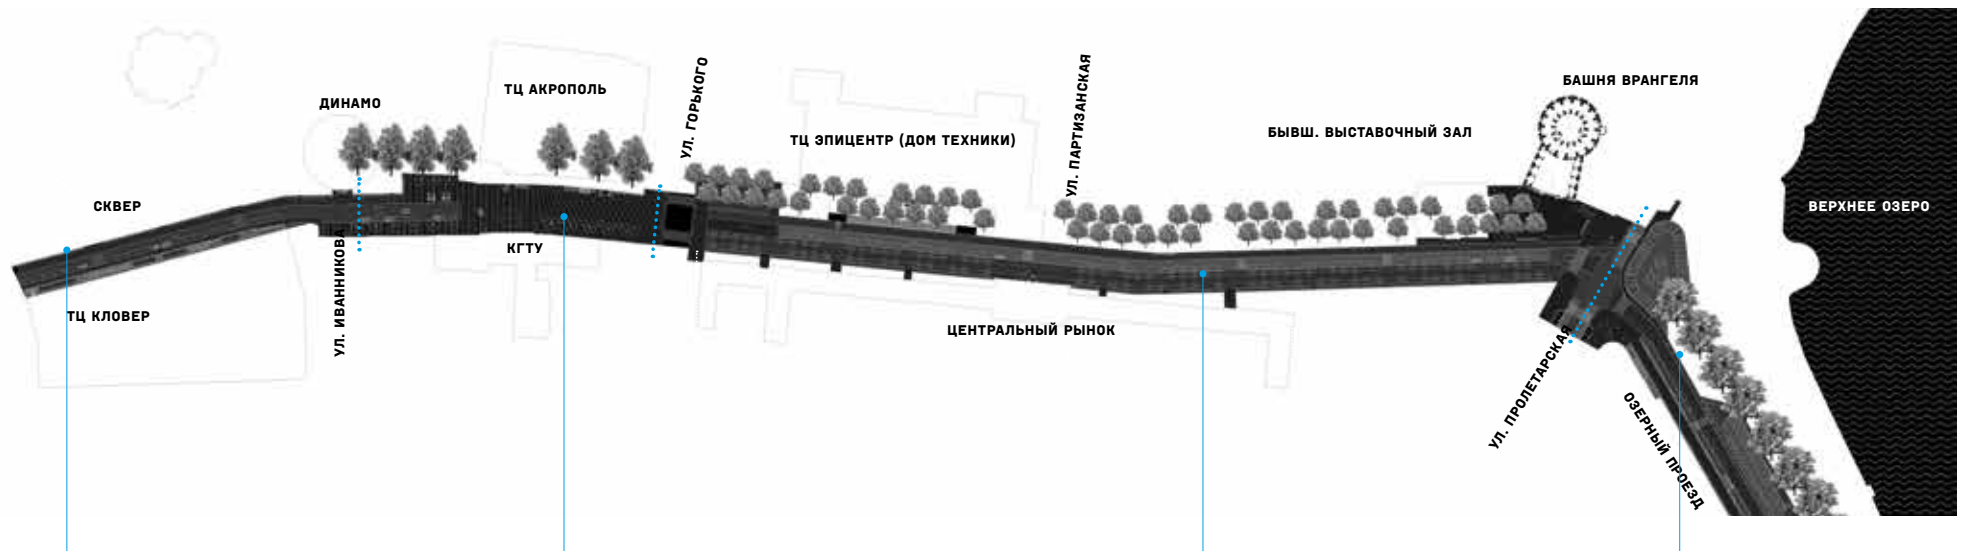 СКВЕР
ТЦ КЛОВЕР
ДИНАМО
УЛ. ИВАННИКОВА
ТЦ АКРОПОЛЬ
КГТУ
УЛ. ГОРЬКОГО
ТЦ ЭПИЦЕНТР (ДОМ ТЕХНИКИ)
ЦЕНТРАЛЬНЫЙ РЫНОК
УЛ. ПАРТИЗАНСКАЯ
БЫВШ. ВЫСТАВОЧНЫЙ ЗАЛ
БАШНЯ ВРАНГЕЛЯ
УЛ. ПРОЛЕТАРСКАЯ
ОЗЕРНЫЙ ПРОЕЗД
ВЕРХНЕЕ ОЗЕРО